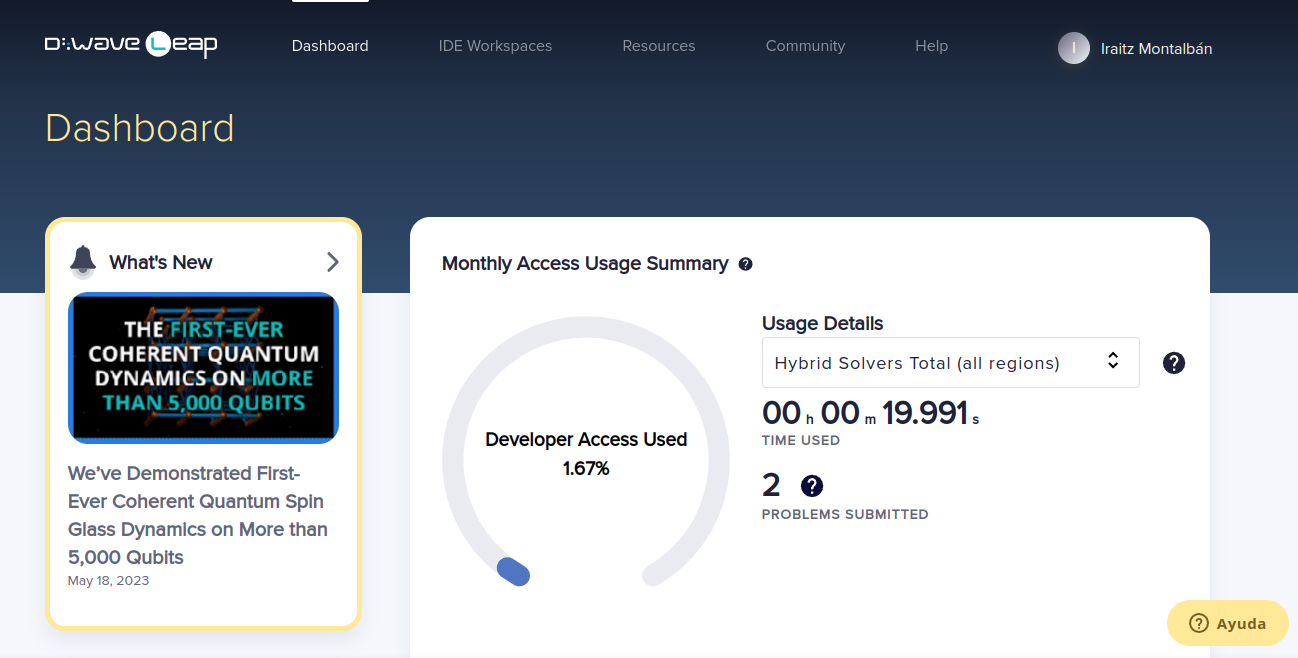 D:wave Leap
Dashboard
IDE Workspaces
Resources
Community
Help
I
Iraitz Montalbán
Dashboard
What's New
THE FIRST-EVER
COHERENT QUANTUM
DYNAMICS ON MORE
THAN 5,000 QUBITS
We've Demonstrated First-
Ever Coherent Quantum Spin
Glass Dynamics on More than
5,000 Qubits
May 18, 2023
Monthly Access Usage Summary ?
Developer Access Used
1.67%
Usage Details
Hybrid Solvers Total (all regions)
?
00 h 00 m 19.991 s
TIME USED
2 ?
PROBLEMS SUBMITTED
? Ayuda